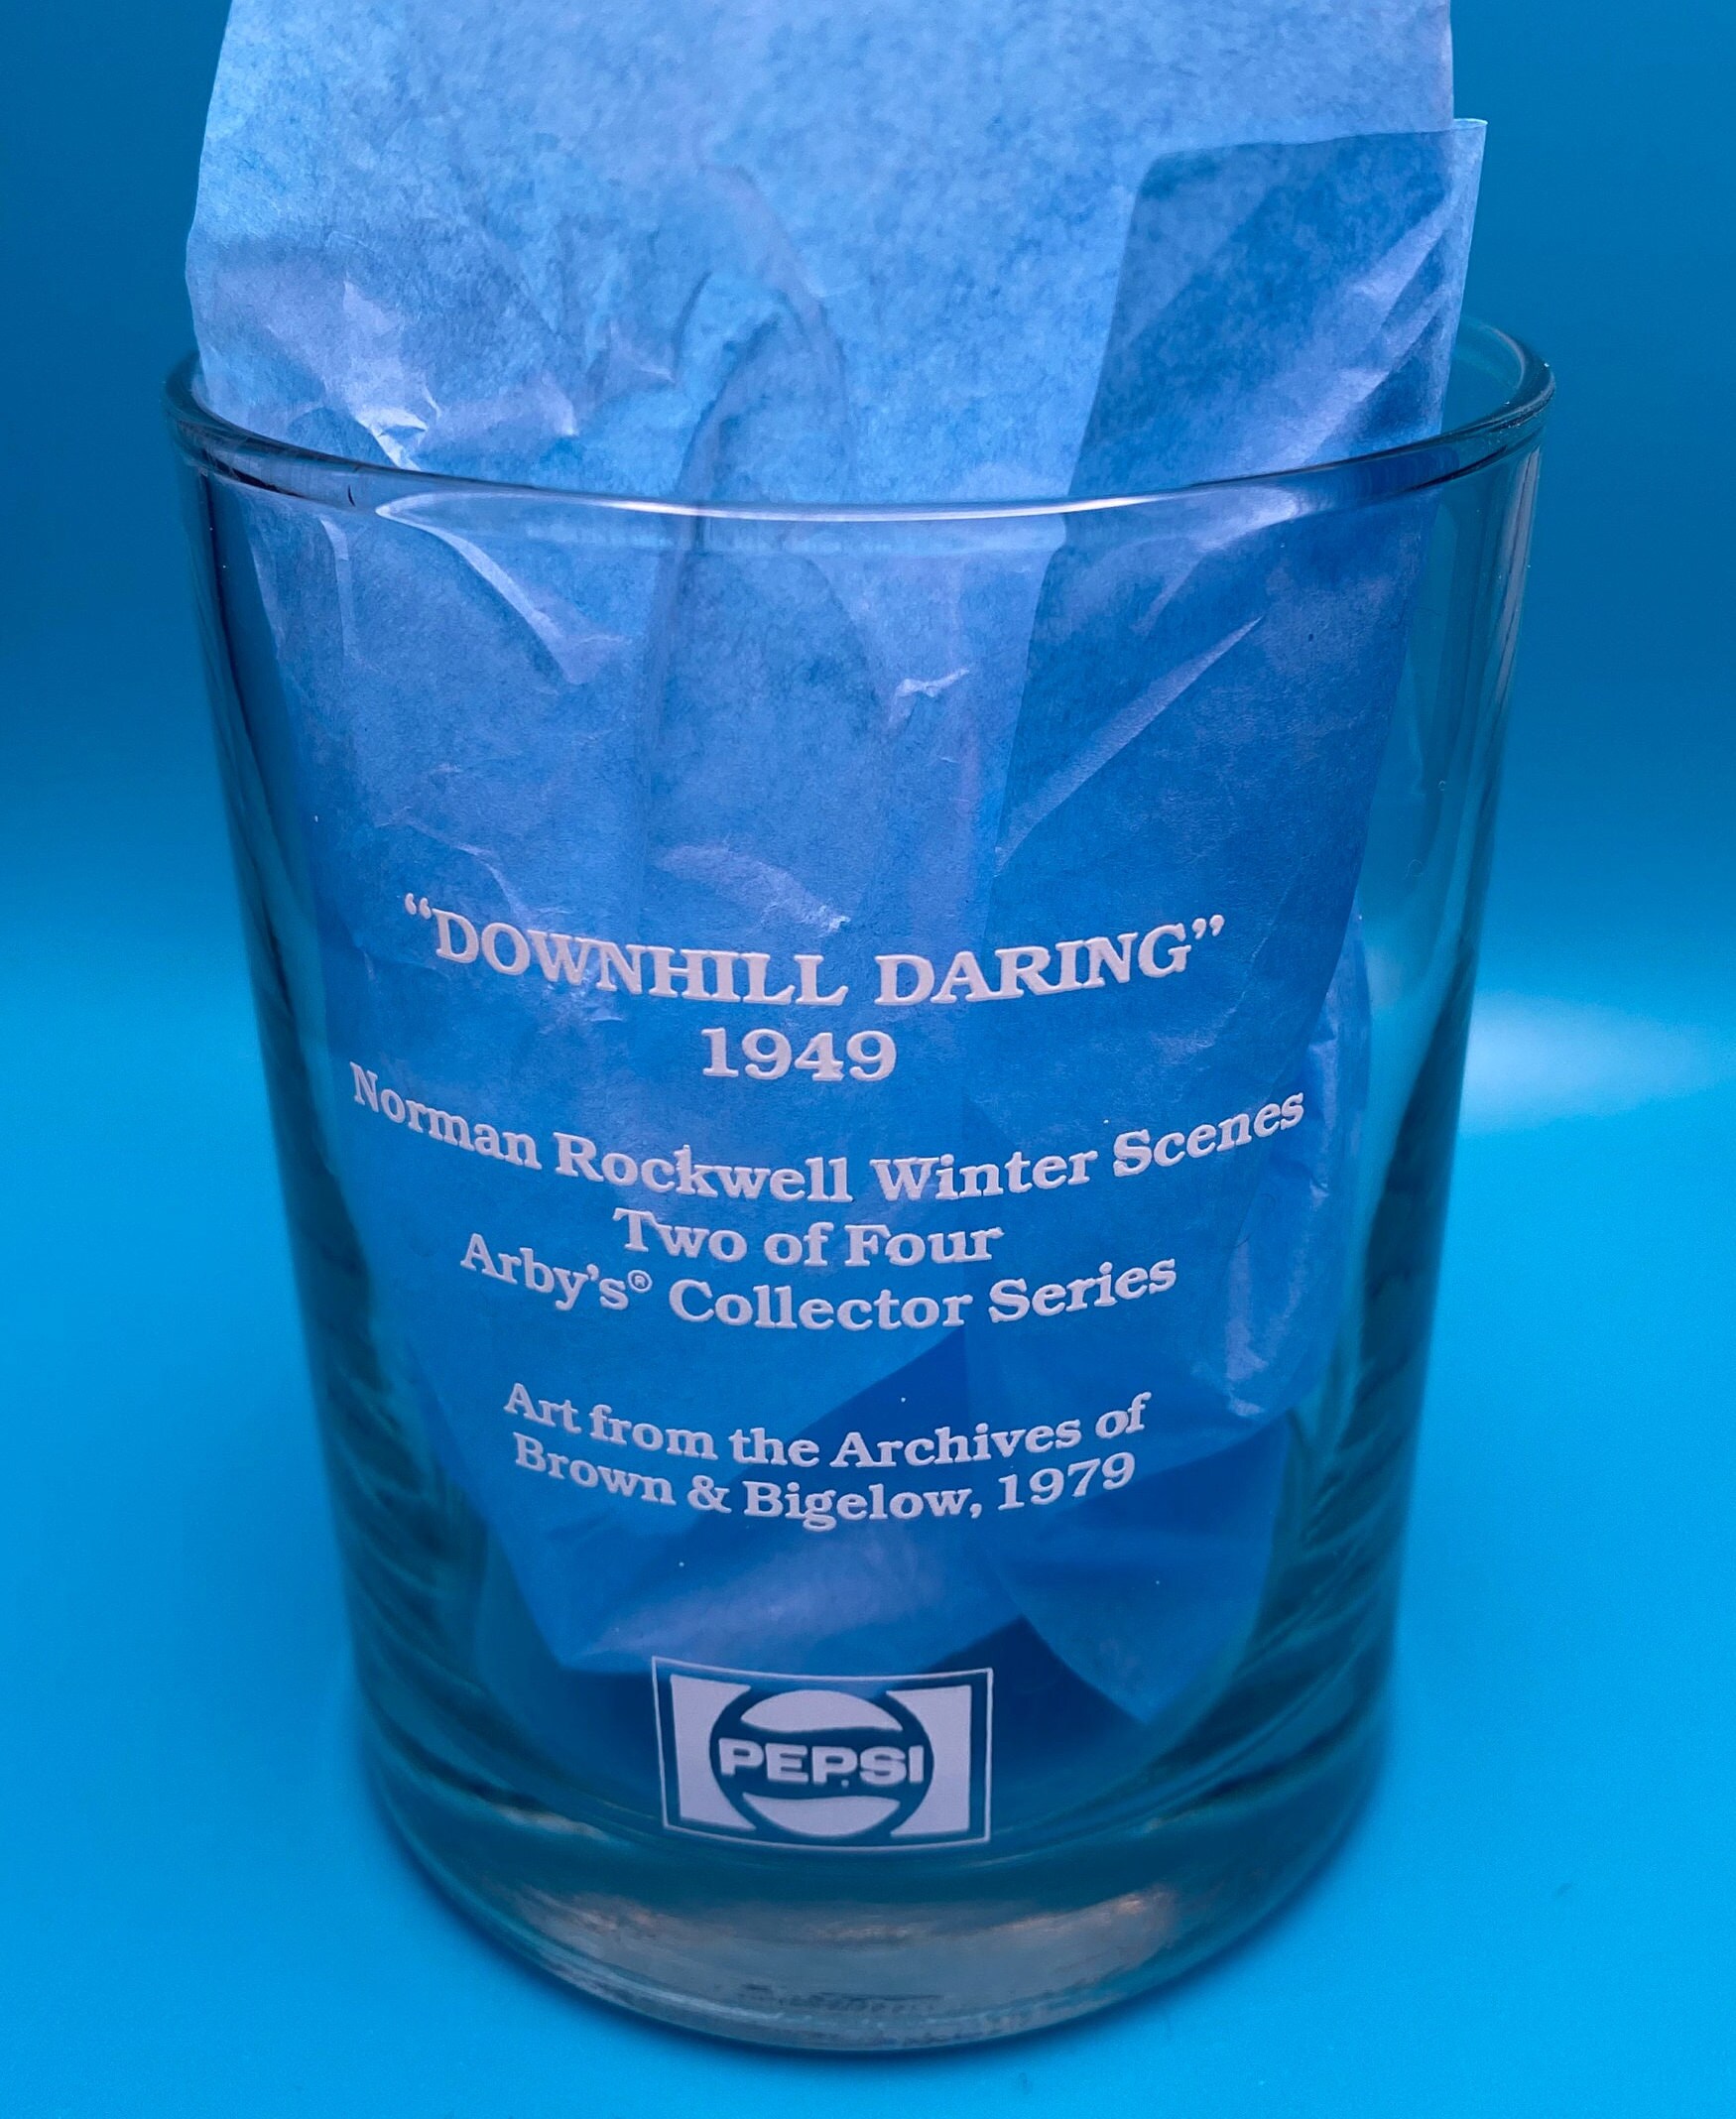 “DOWNHILL DARING”
1949
Norman Rockwell Winter Scenes
Two of Four
Arby’s® Collector Series
Art from the Archives of
Brown & Bigelow, 1979
PEPSI